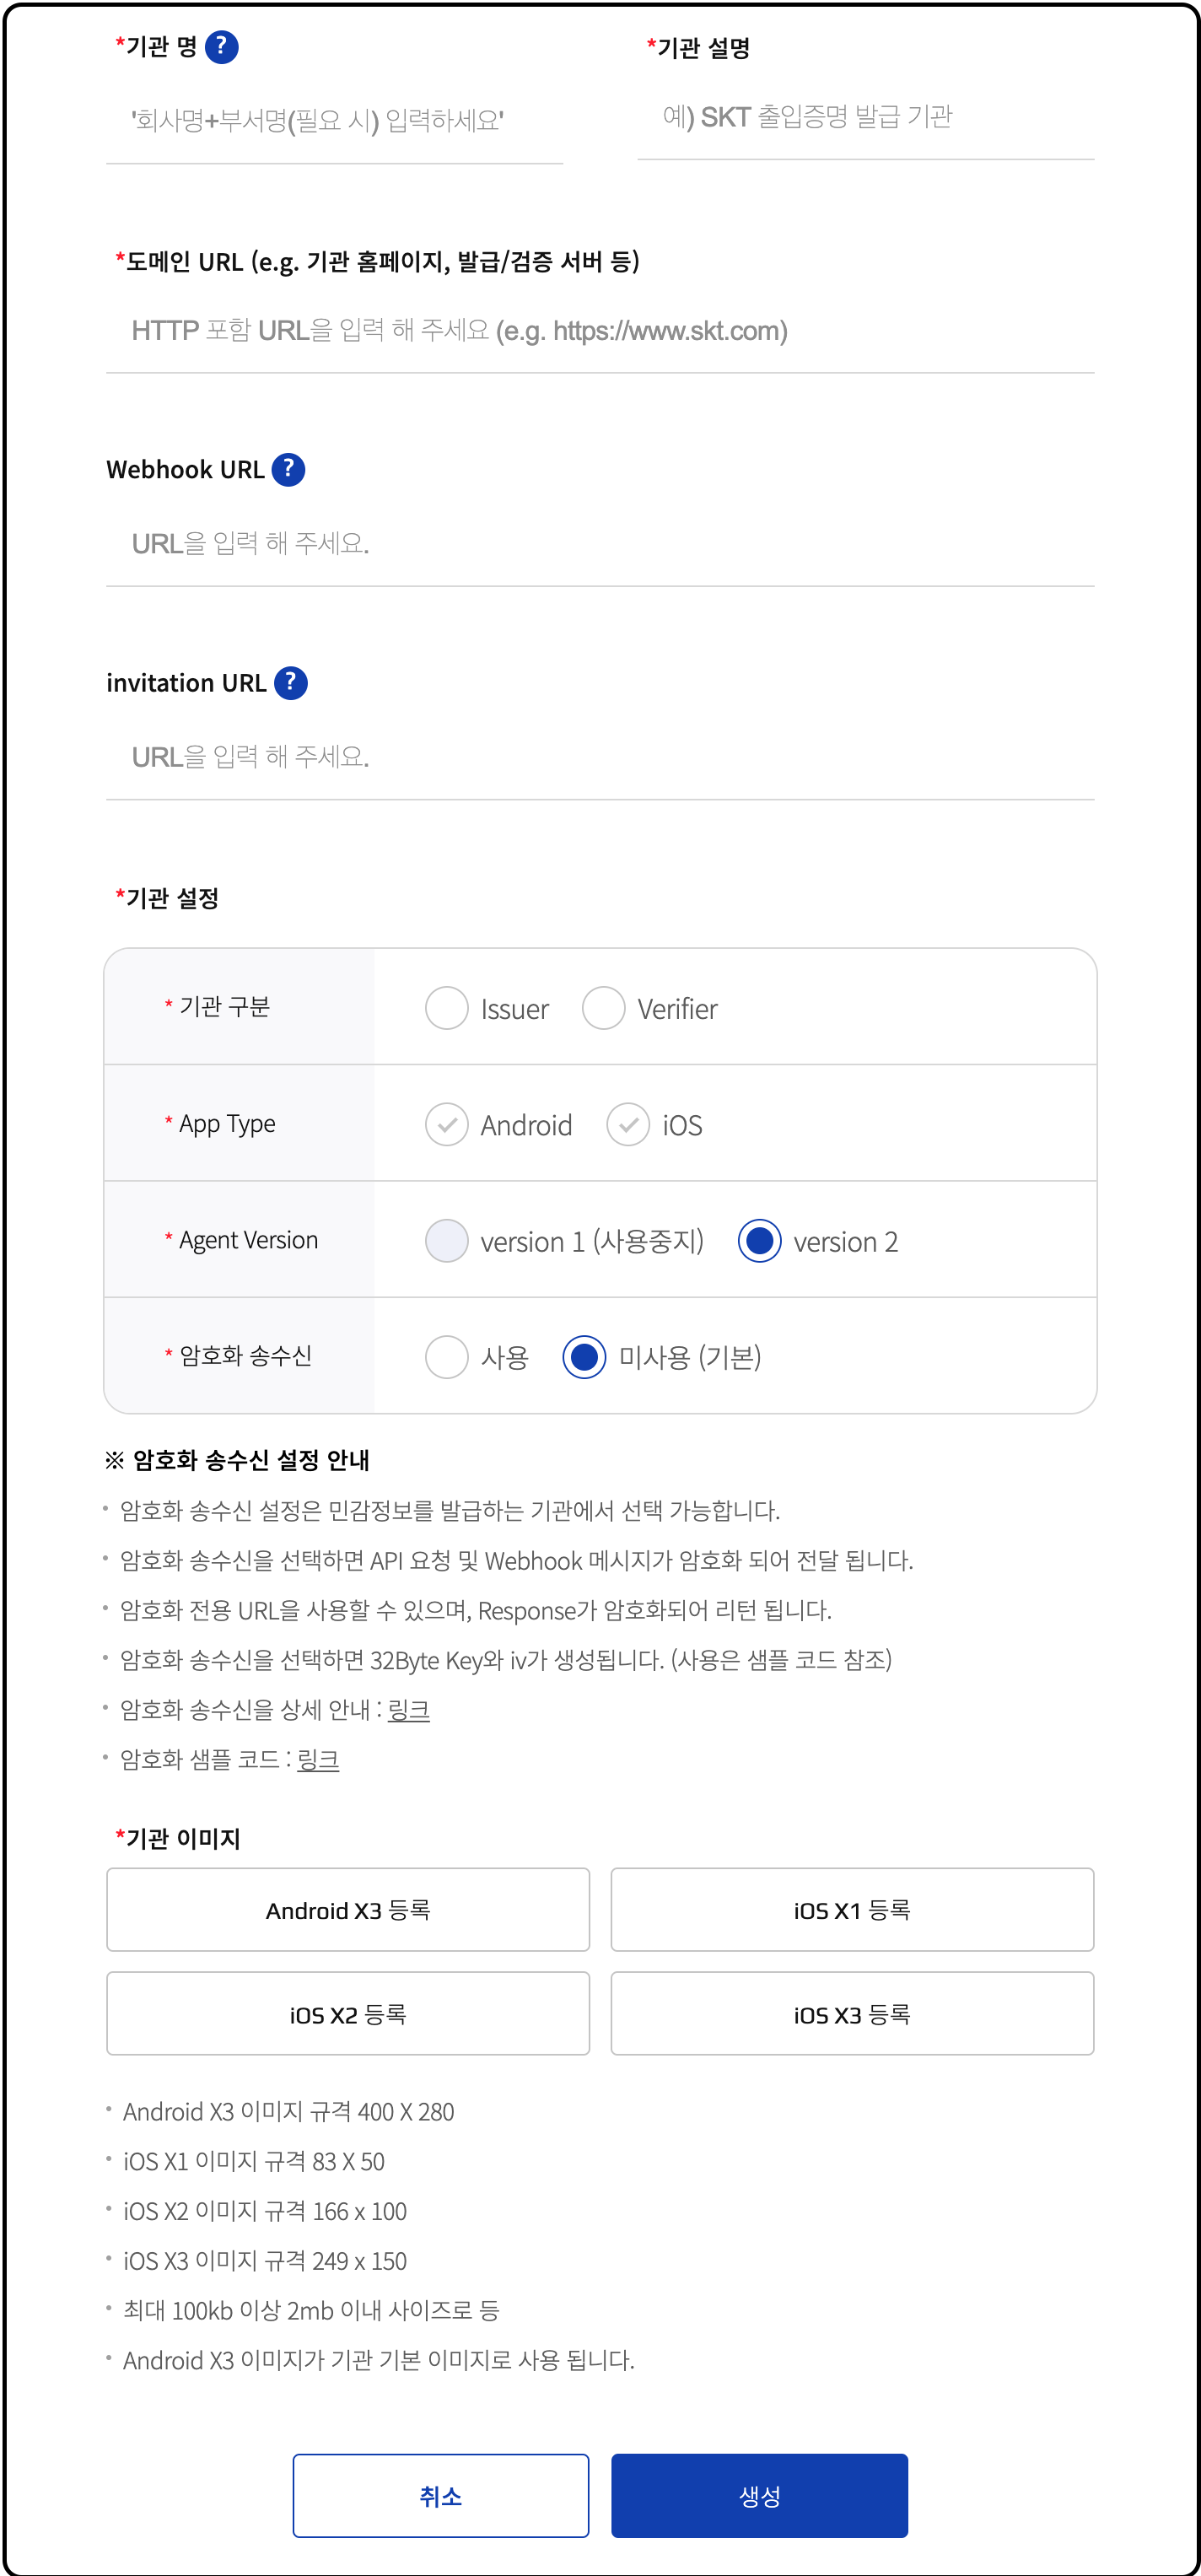 *기관 명 ?
*기관 설명
'회사명+부서명(필요 시) 입력하세요'
예) SKT 출입증명 발급 기관
*도메인 URL (e.g. 기관 홈페이지, 발급/검증 서버 등)
HTTP 포함 URL을 입력 해 주세요 (e.g. https://www.skt.com)
Webhook URL ?
URL을 입력 해 주세요.
invitation URL ?
URL을 입력 해 주세요.
*기관 설정
* 기관 구분 Issuer Verifier
* App Type Android iOS
* Agent Version version 1 (사용중지) version 2
* 암호화 송수신 사용 미사용 (기본)
※ 암호화 송수신 설정 안내
• 암호화 송수신 설정은 민감정보를 발급하는 기관에서 선택 가능합니다.
• 암호화 송수신을 선택하면 API 요청 및 Webhook 메시지가 암호화 되어 전달 됩니다.
• 암호화 전용 URL을 사용할 수 있으며, Response가 암호화되어 리턴 됩니다.
• 암호화 송수신을 선택하면 32Byte Key와 iv가 생성됩니다. (사용은 샘플 코드 참조)
• 암호화 송수신을 상세 안내 : 링크
• 암호화 샘플 코드 : 링크
*기관 이미지
Android X3 등록
iOS X1 등록
iOS X2 등록
iOS X3 등록
• Android X3 이미지 규격 400 X 280
• iOS X1 이미지 규격 83 X 50
• iOS X2 이미지 규격 166 x 100
• iOS X3 이미지 규격 249 x 150
• 최대 100kb 이상 2mb 이내 사이즈로 등
• Android X3 이미지가 기관 기본 이미지로 사용 됩니다.
취소
생성